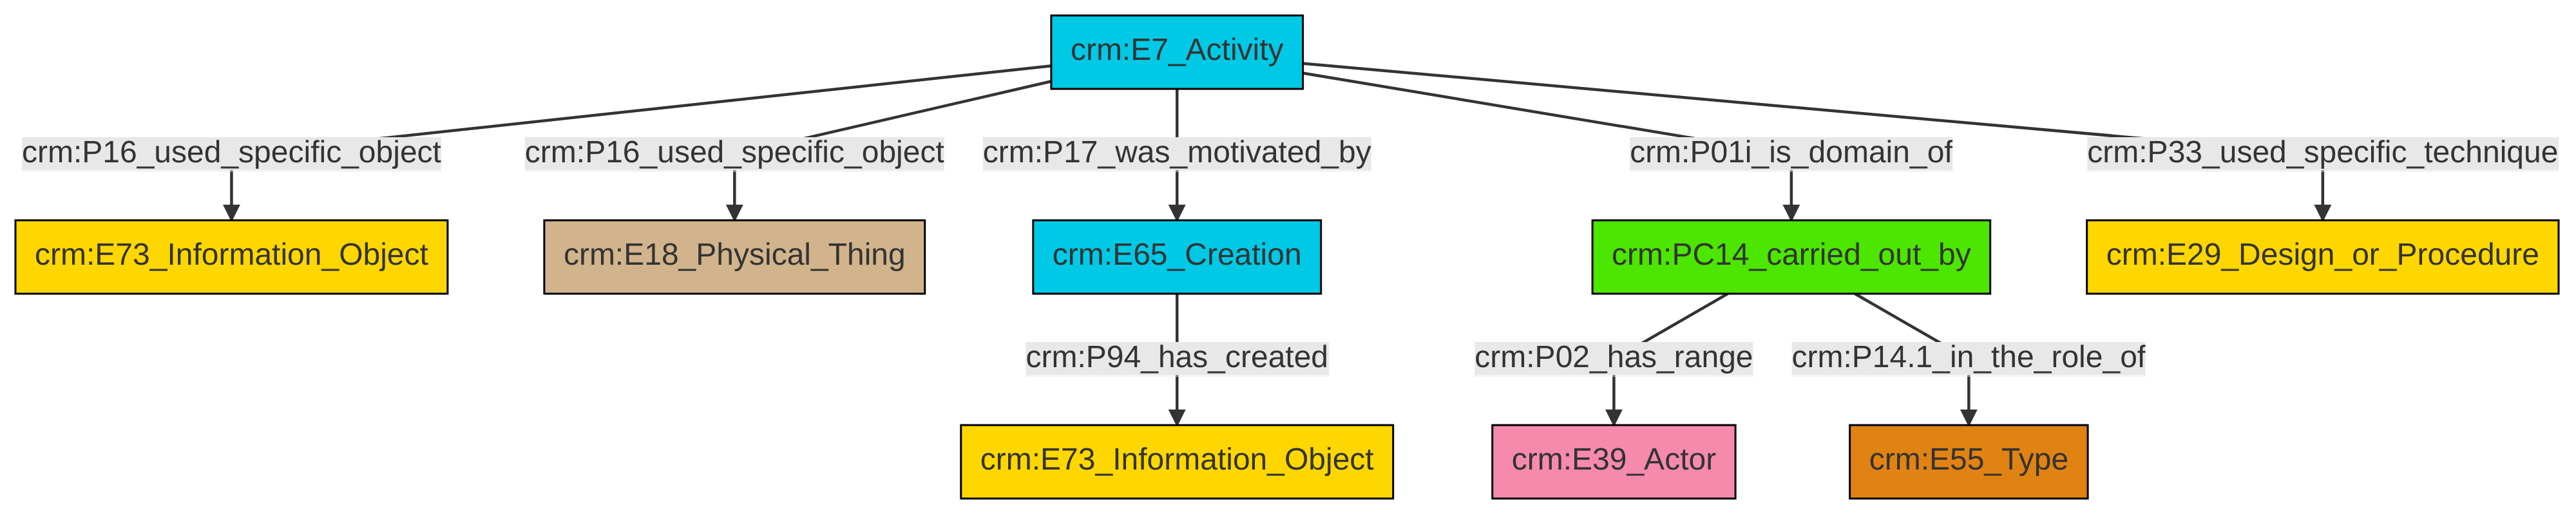 crm:E7_Activity
crm:P16_used_specific_object
crm:P16_used_specific_object
crm:P17_was_motivated_by
crm:P01i_is_domain_of
crm:P33_used_specific_technique
crm:E73_Information_Object
crm:E18_Physical_Thing
crm:E65_Creation
crm:PC14_carried_out_by
crm:E29_Design_or_Procedure
crm:P94_has_created
crm:P02_has_range
crm:P14.1_in_the_role_of
crm:E73_Information_Object
crm:E39_Actor
crm:E55_Type